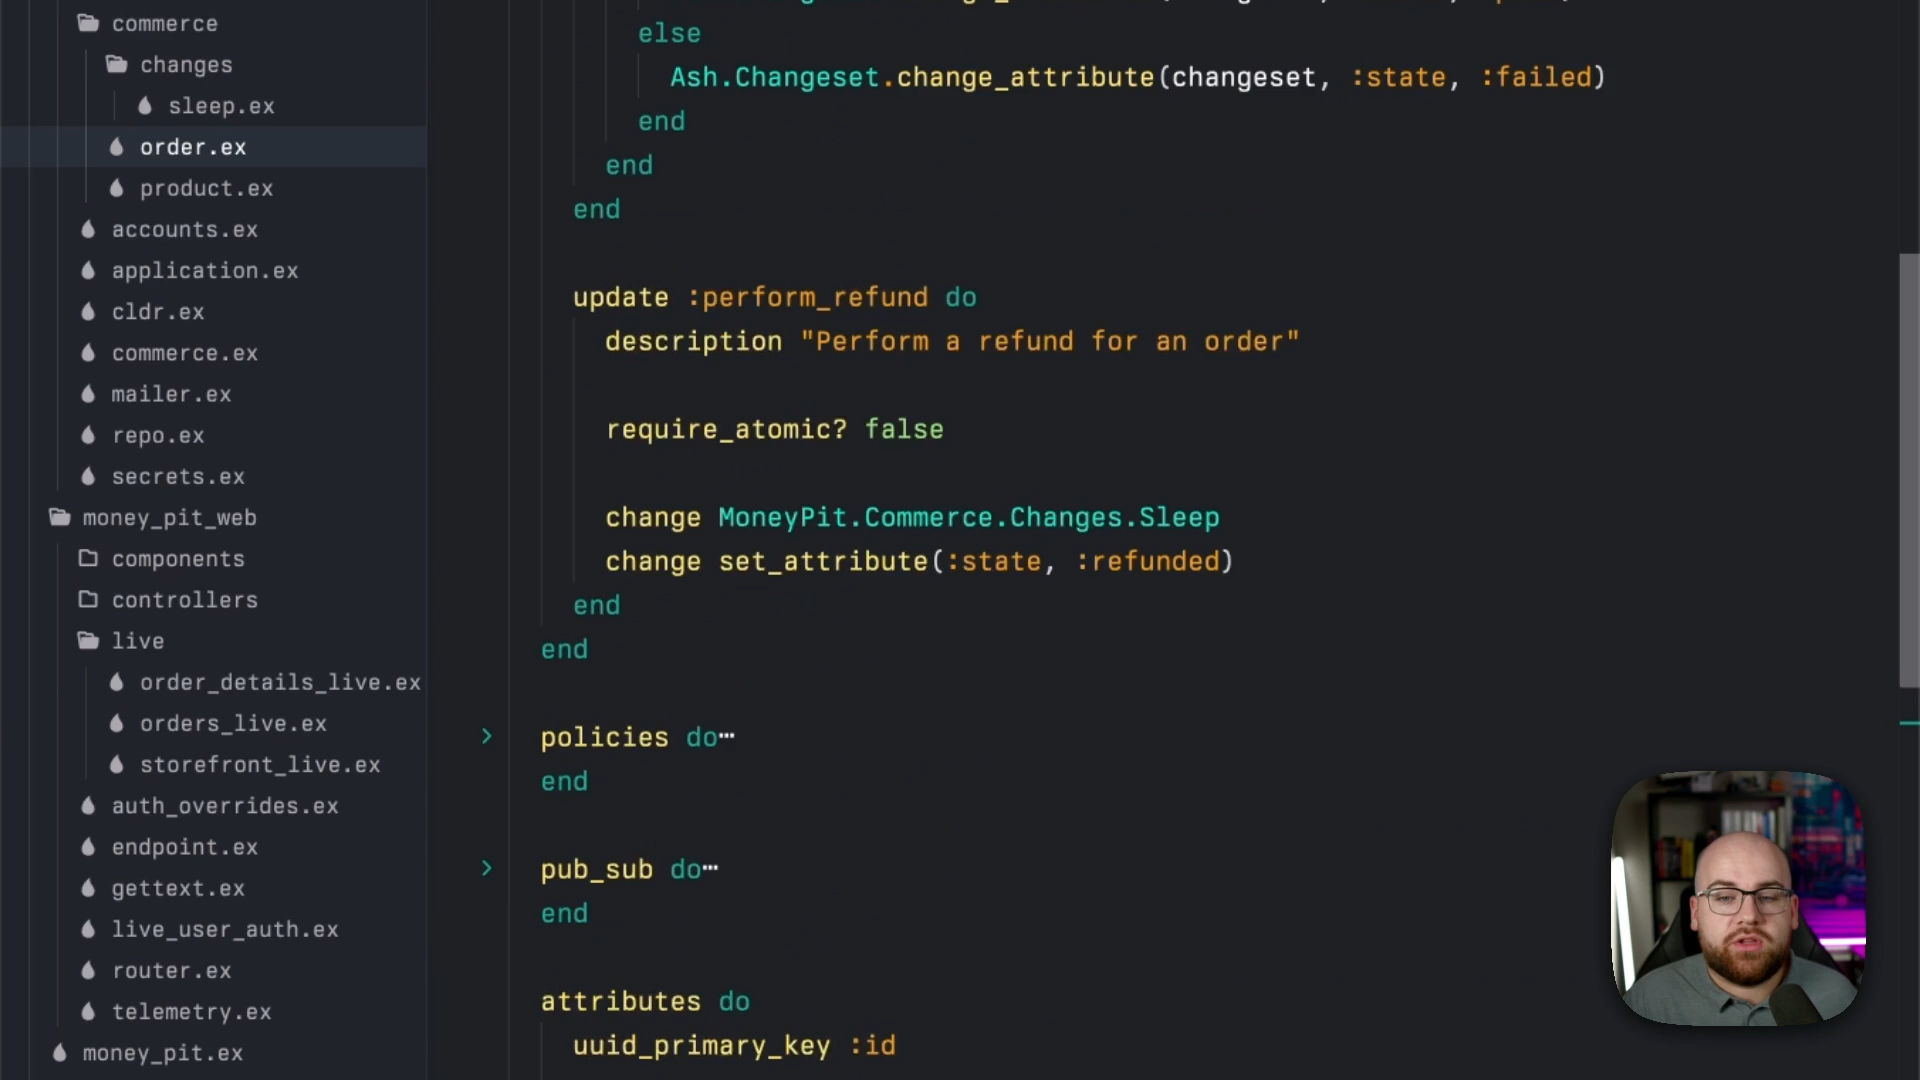 commerce
changes
sleep.ex
order.ex
product.ex
accounts.ex
application.ex
cldr.ex
commerce.ex
mailer.ex
repo.ex
secrets.ex
money_pit_web
components
controllers
live
order_details_live.ex
orders_live.ex
storefront_live.ex
auth_overrides.ex
endpoint.ex
gettext.ex
live_user_auth.ex
router.ex
telemetry.ex
money_pit.ex
else
Ash.Changeset.change_attribute(changeset, :state, :failed)
end
end
end
update :perform_refund do
description "Perform a refund for an order"
require_atomic? false
change MoneyPit.Commerce.Changes.Sleep
change set_attribute(:state, :refunded)
end
end
policies do⋯
end
pub_sub do⋯
end
attributes do
uuid_primary_key :id